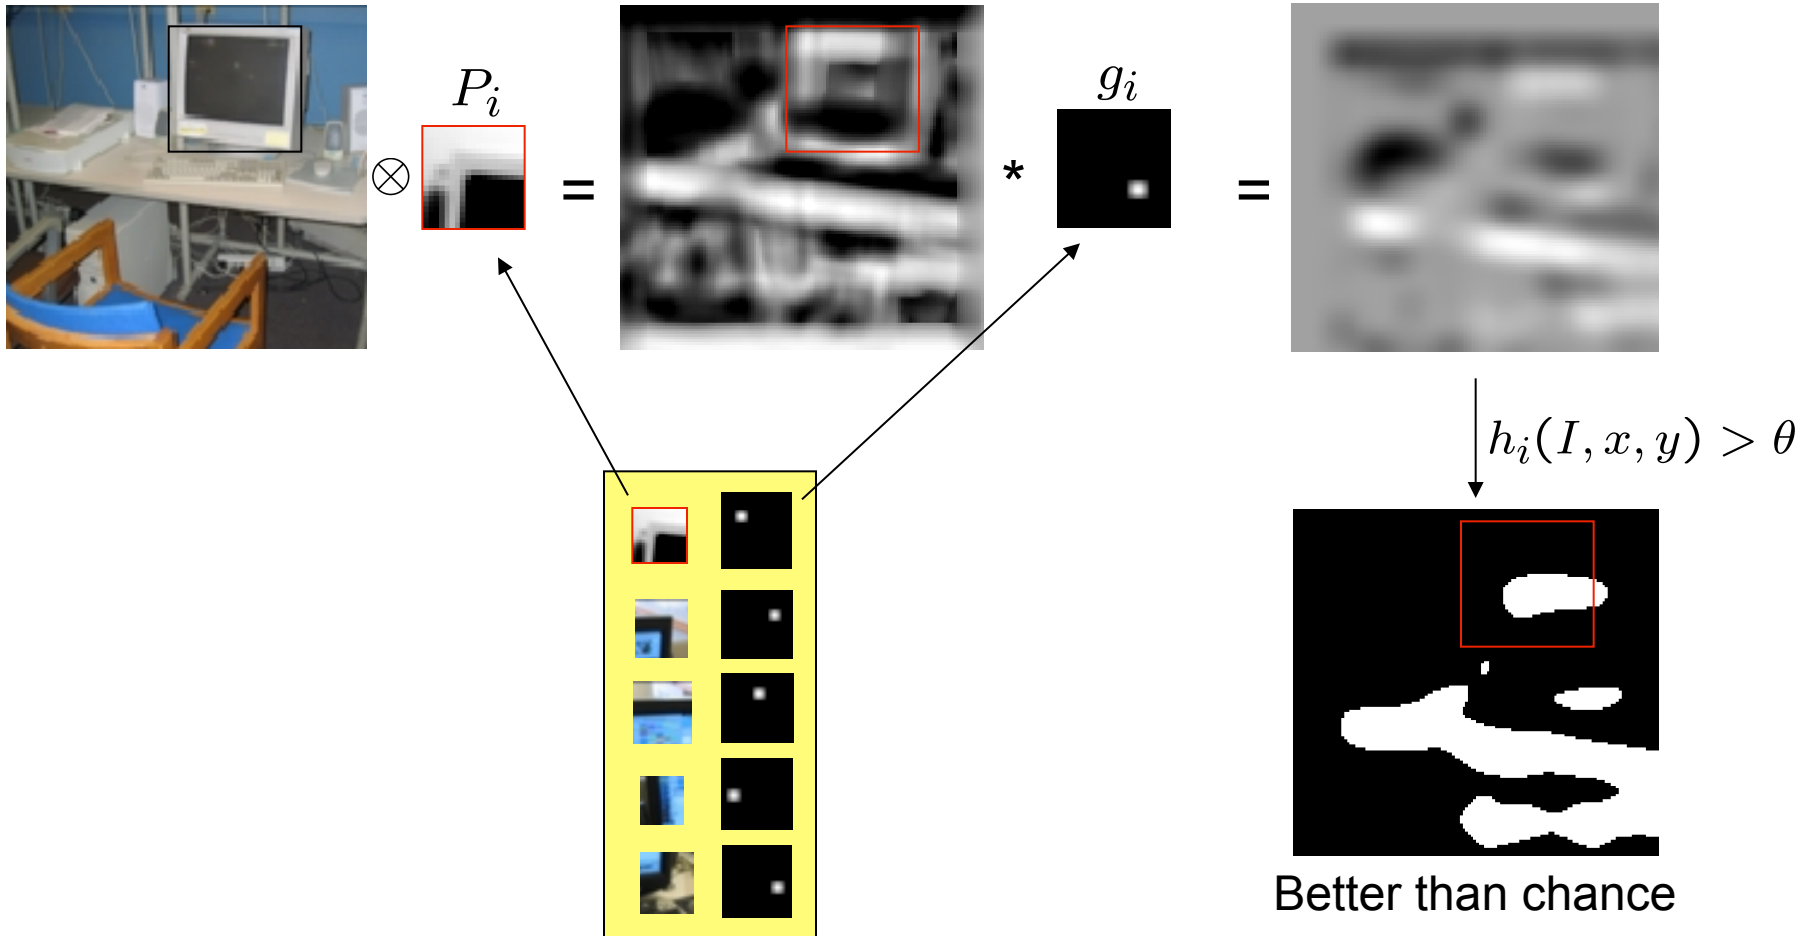 ⊗ P_i = * g_i =
h_i(I, x, y) > θ
Better than chance